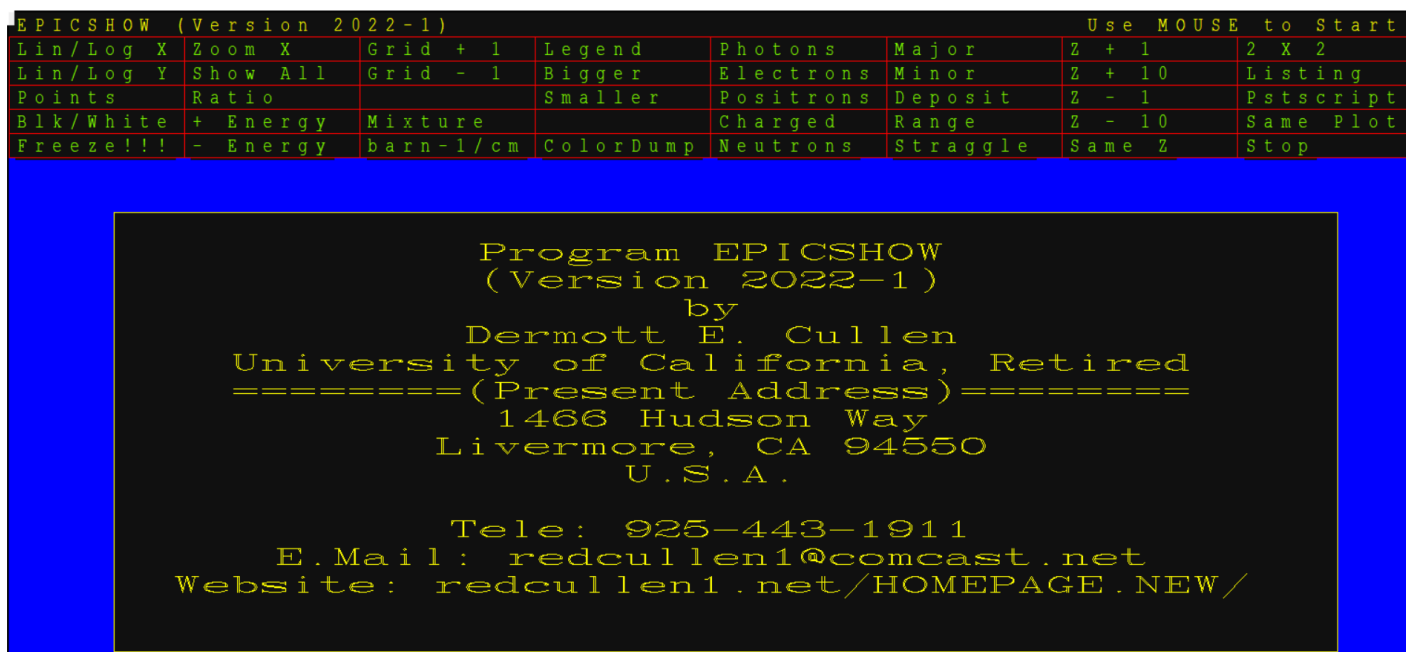 EPICSHOW (Version 2022-1) Use MOUSE to Start
Lin/Log X Zoom X Grid + 1 Legend Photons Major Z + 1 2 X 2
Lin/Log Y Show All Grid - 1 Bigger Electrons Minor Z + 10 Listing
Points Ratio Smaller Positrons Deposit Z - 1 Pstscript
Blk/White + Energy Mixture Charged Range Z - 10 Same Plot
Freeze!!! - Energy barn-1/cm ColorDump Neutrons Straggle Same Z Stop
Program EPICSHOW
(Version 2022-1)
by
Dermott E. Cullen
University of California, Retired
========(Present Address)========
1466 Hudson Way
Livermore, CA 94550
U.S.A.
Tele: 925-443-1911
E.Mail: redcullen1@comcast.net
Website: redcullen1.net/HOMEPAGE.NEW/